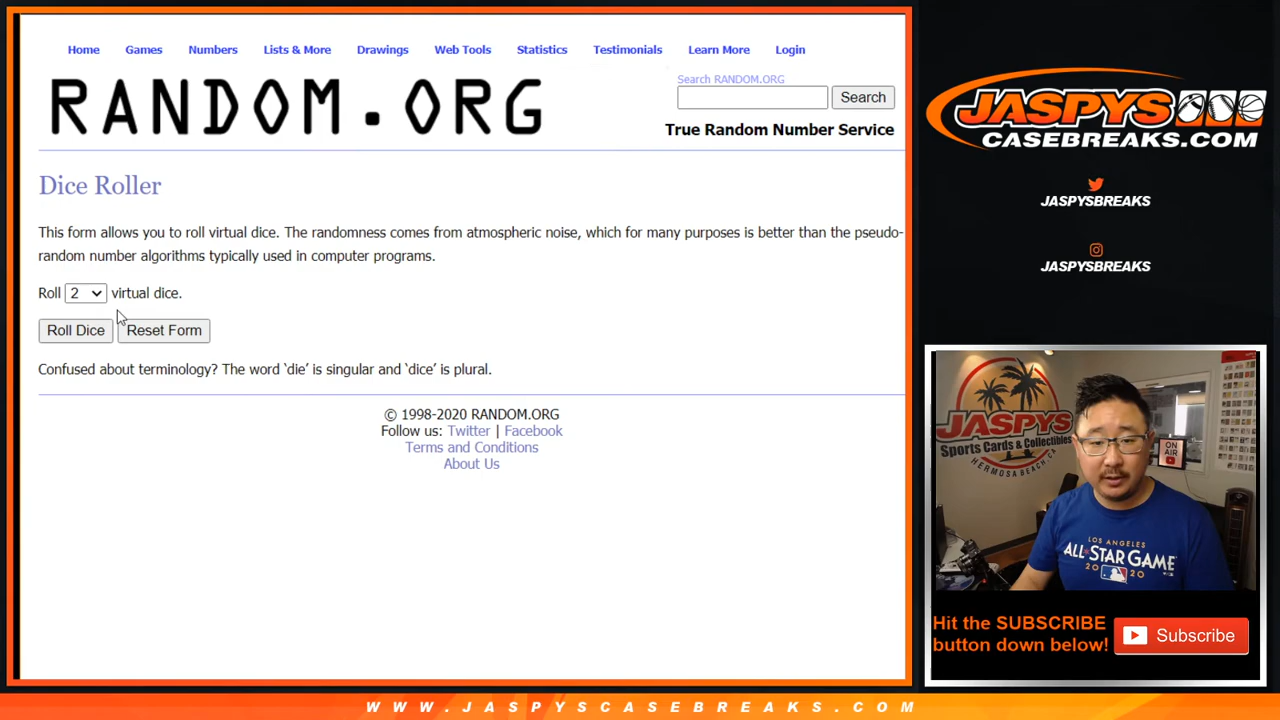 Home Games Numbers Lists & More Drawings Web Tools Statistics Testimonials Learn More Login
RANDOM.ORG
Search RANDOM.ORG
Search
True Random Number Service
Dice Roller
This form allows you to roll virtual dice. The randomness comes from atmospheric noise, which for many purposes is better than the pseudo-
random number algorithms typically used in computer programs.
Roll 2 virtual dice.
Roll Dice Reset Form
Confused about terminology? The word ‘die’ is singular and ‘dice’ is plural.
© 1998-2020 RANDOM.ORG
Follow us: Twitter | Facebook
Terms and Conditions
About Us
JASPYS
CASEBREAKS.COM
JASPYSBREAKS
JASPYSBREAKS
JASPYS
Sports Cards & Collectibles
HERMOSA BEACH, CA
ON
AIR
LOS ANGELES
ALL★STAR GAME
2020
Hit the SUBSCRIBE
button down below!
Subscribe
WWW.JASPYSCASEBREAKS.COM